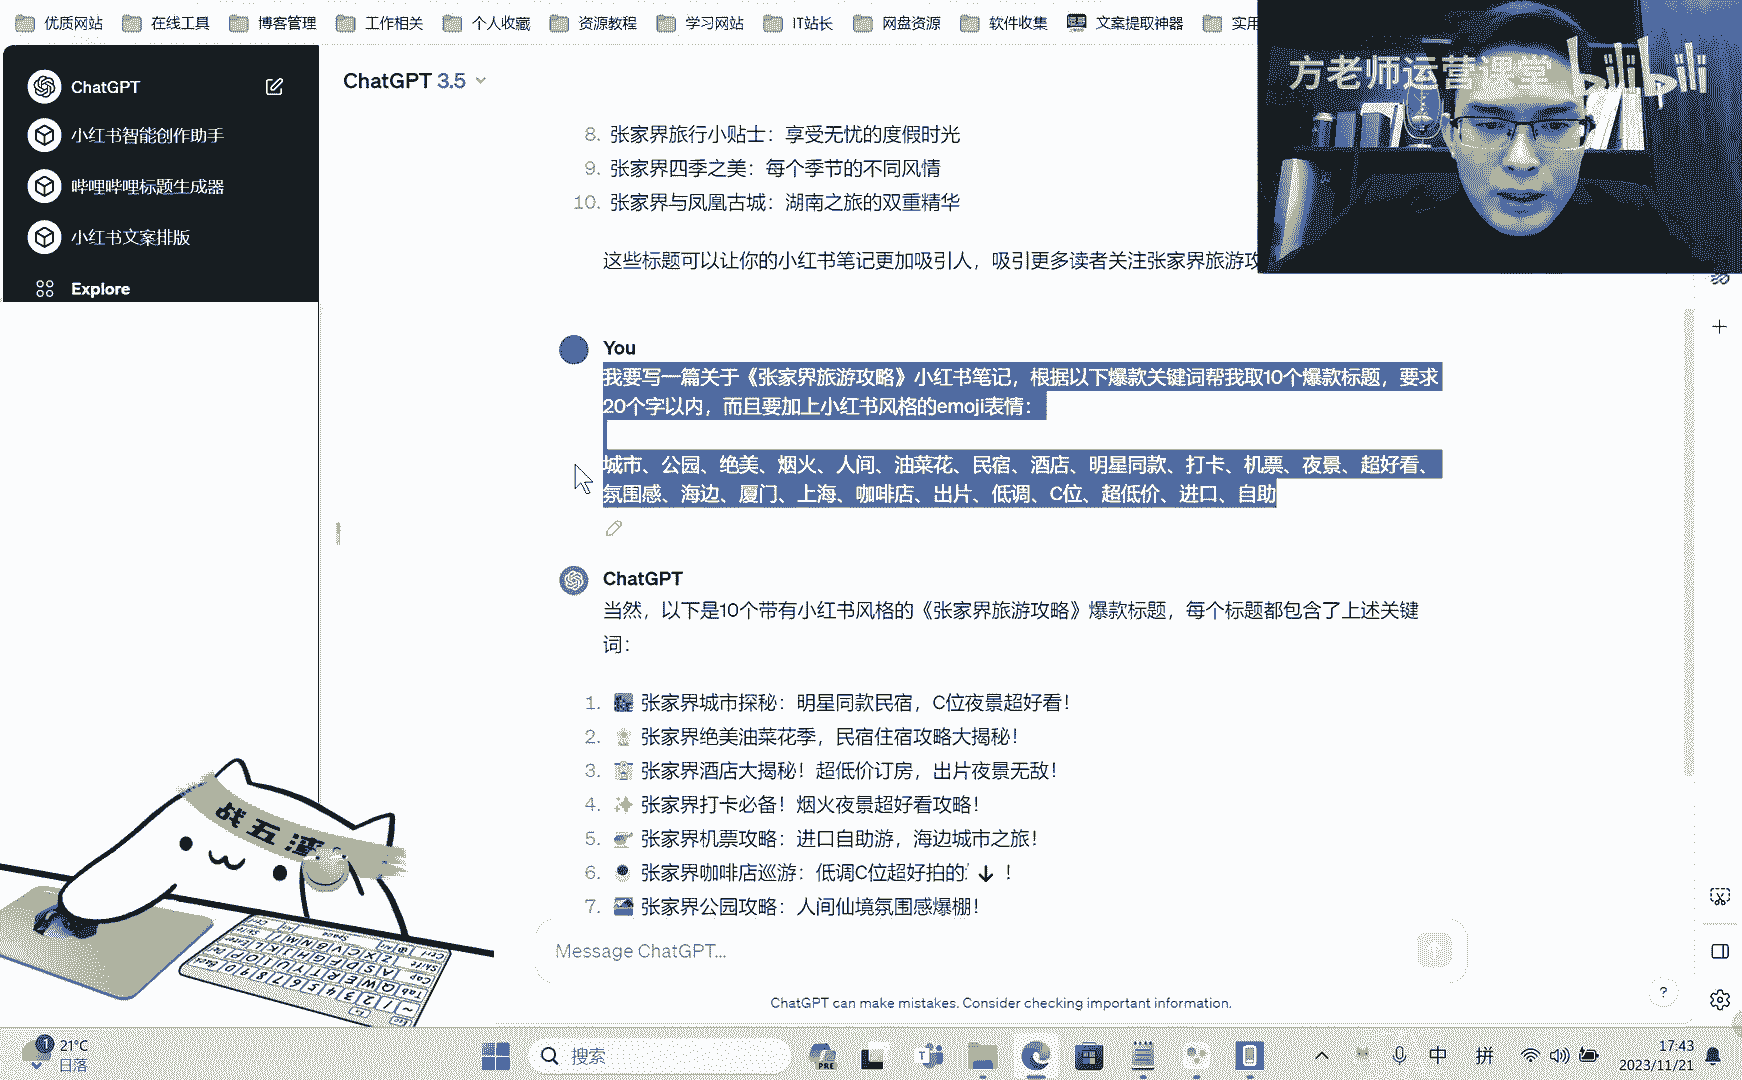 优质网站 在线工具 博客管理 工作相关 个人收藏 资源教程 学习网站 IT站长 网盘资源 软件收集 文案提取神器 实用
方老师运营课堂 bilibili
ChatGPT
小红书智能创作助手
哔哩哔哩标题生成器
小红书文案排版
Explore
ChatGPT 3.5
8. 张家界旅行小贴士：享受无忧的度假时光
9. 张家界四季之美：每个季节的不同风情
10. 张家界与凤凰古城：湖南之旅的双重精华
这些标题可以让你的小红书笔记更加吸引人，吸引更多读者关注张家界旅游攻
You
我要写一篇关于《张家界旅游攻略》小红书笔记，根据以下爆款关键词帮我取10个爆款标题，要求
20个字以内，而且要加上小红书风格的emoji表情：
城市、公园、绝美、烟火、人间、油菜花、民宿、酒店、明星同款、打卡、机票、夜景、超好看、
氛围感、海边、厦门、上海、咖啡店、出片、低调、C位、超低价、进口、自助
ChatGPT
当然，以下是10个带有小红书风格的《张家界旅游攻略》爆款标题，每个标题都包含了上述关键
词：
1. 张家界城市探秘：明星同款民宿，C位夜景超好看！
2. 张家界绝美油菜花季，民宿住宿攻略大揭秘！
3. 张家界酒店大揭秘！超低价订房，出片夜景无敌！
4. 张家界打卡必备！烟火夜景超好看攻略！
5. 张家界机票攻略：进口自助游，海边城市之旅！
6. 张家界咖啡店巡游：低调C位超好拍的 ！
7. 张家界公园攻略：人间仙境氛围感爆棚！
Message ChatGPT...
ChatGPT can make mistakes. Consider checking important information.
?
战五渣
1
21°C
日落
搜索
PRE
中
拼
17:43
2023/11/21